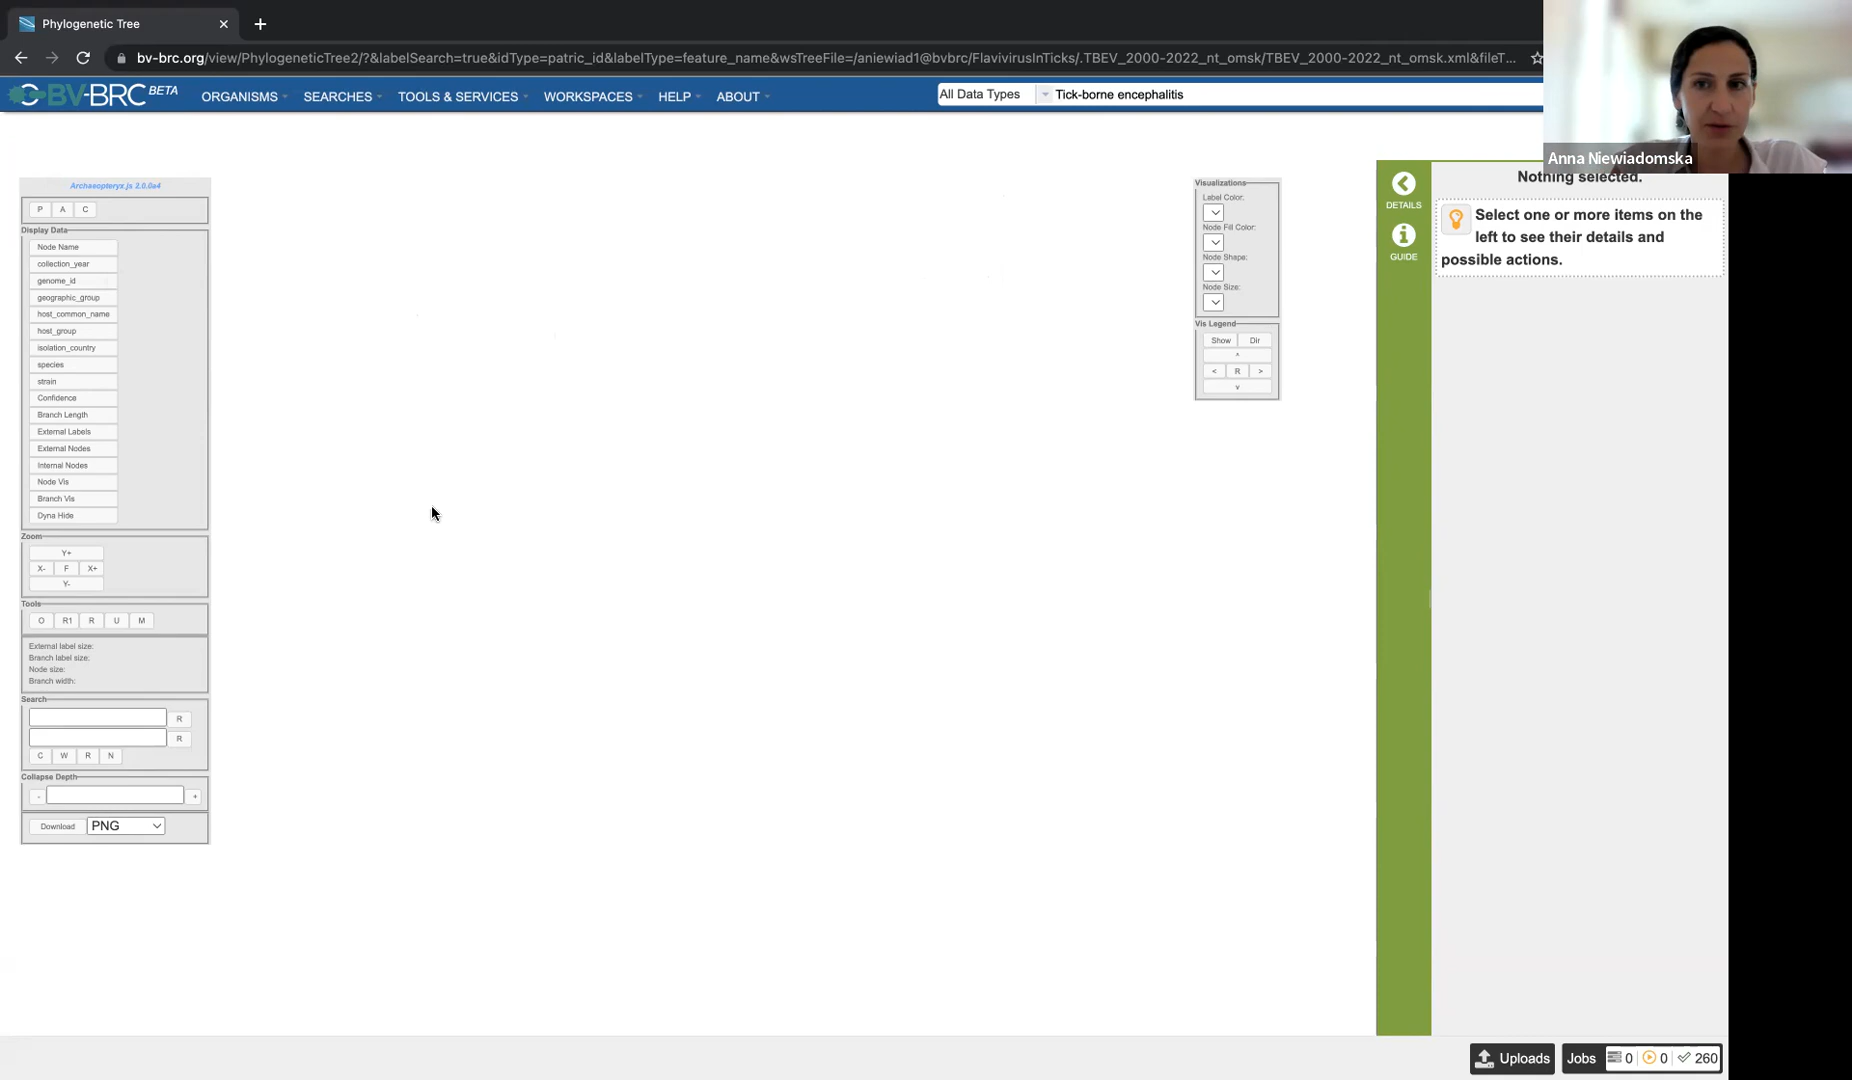 Phylogenetic Tree
bv-brc.org/view/PhylogeneticTree2/?&labelSearch=true&idType=patric_id&labelType=feature_name&wsTreeFile=/aniewiad1@bvbrc/FlavivirusInTicks/.TBEV_2000-2022_nt_omsk/TBEV_2000-2022_nt_omsk.xml&fileT...
BV-BRC BETA ORGANISMS SEARCHES TOOLS & SERVICES WORKSPACES HELP ABOUT All Data Types Tick-borne encephalitis
Anna Niewiadomska
Archaeopteryx.js 2.0.0a4
P A C
Display Data
Node Name
collection_year
genome_id
geographic_group
host_common_name
host_group
isolation_country
species
strain
Confidence
Branch Length
External Labels
External Nodes
Internal Nodes
Node Vis
Branch Vis
Dyna Hide
Zoom
Y+
X- F X+
Y-
Tools
O R1 R U M
External label size:
Branch label size:
Node size:
Branch width:
Search
R
R
C W R N
Collapse Depth
- +
Download PNG
Visualizations
Label Color:
Node Fill Color:
Node Shape:
Node Size:
Vis Legend
Show Dir
^
< R >
v
DETAILS
GUIDE
Nothing selected.
Select one or more items on the
left to see their details and
possible actions.
Uploads Jobs 0 0 260